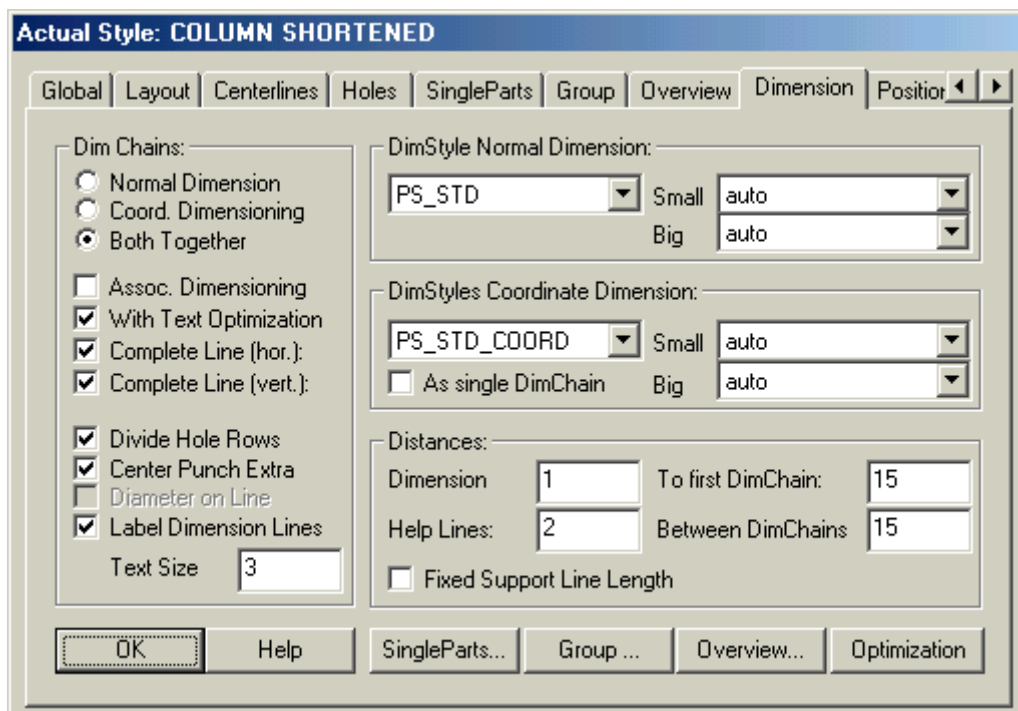 Actual Style: COLUMN SHORTENED
Global Layout Centerlines Holes SingleParts Group Overview Dimension Position
Dim Chains:
Normal Dimension
Coord. Dimensioning
Both Together
Assoc. Dimensioning
With Text Optimization
Complete Line (hor.):
Complete Line (vert.):
Divide Hole Rows
Center Punch Extra
Diameter on Line
Label Dimension Lines
Text Size 3
DimStyle Normal Dimension:
PS_STD Small auto
Big auto
DimStyles Coordinate Dimension:
PS_STD_COORD Small auto
As single DimChain Big auto
Distances:
Dimension 1 To first DimChain: 15
Help Lines: 2 Between DimChains 15
Fixed Support Line Length
OK Help SingleParts... Group ... Overview... Optimization